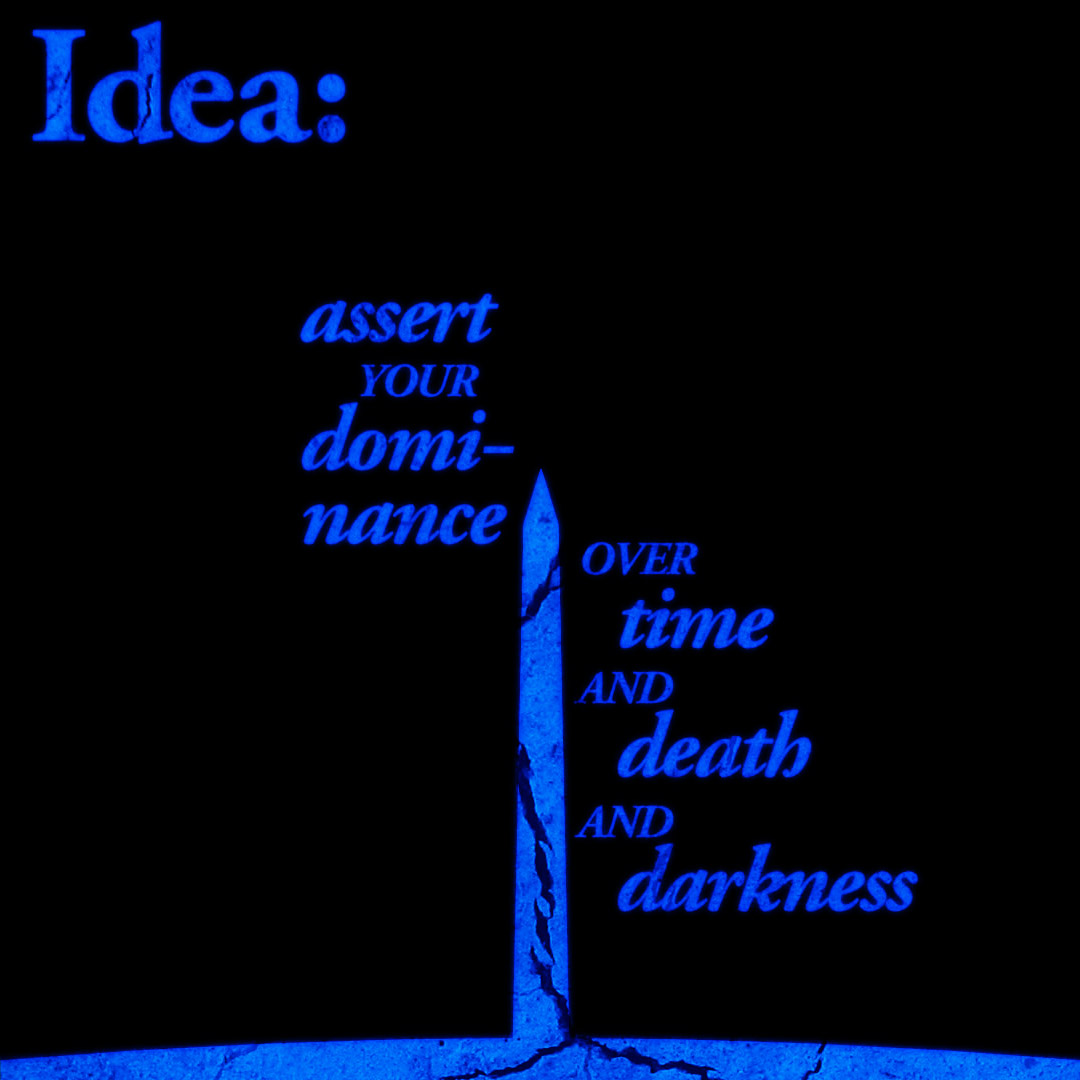 Idea:
assert
YOUR
domi-
nance
OVER
time
AND
death
AND
darkness